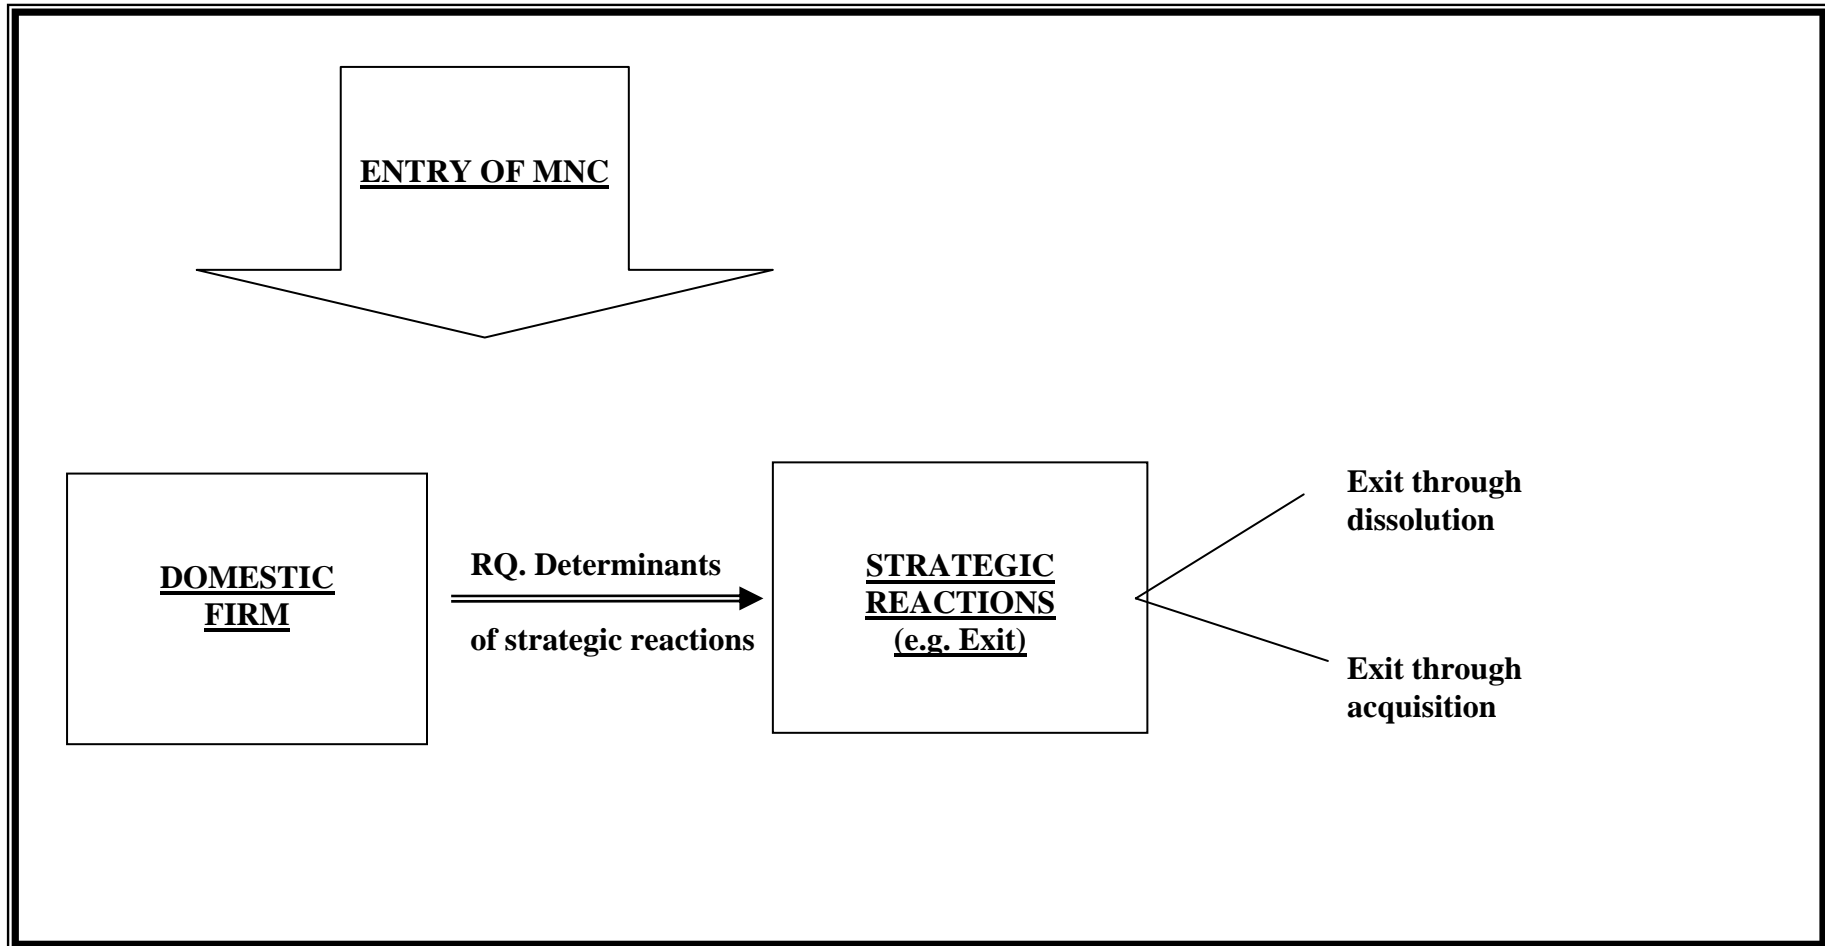 ENTRY OF MNC
DOMESTIC
FIRM
RQ. Determinants
of strategic reactions
STRATEGIC
REACTIONS
(e.g. Exit)
Exit through
dissolution
Exit through
acquisition